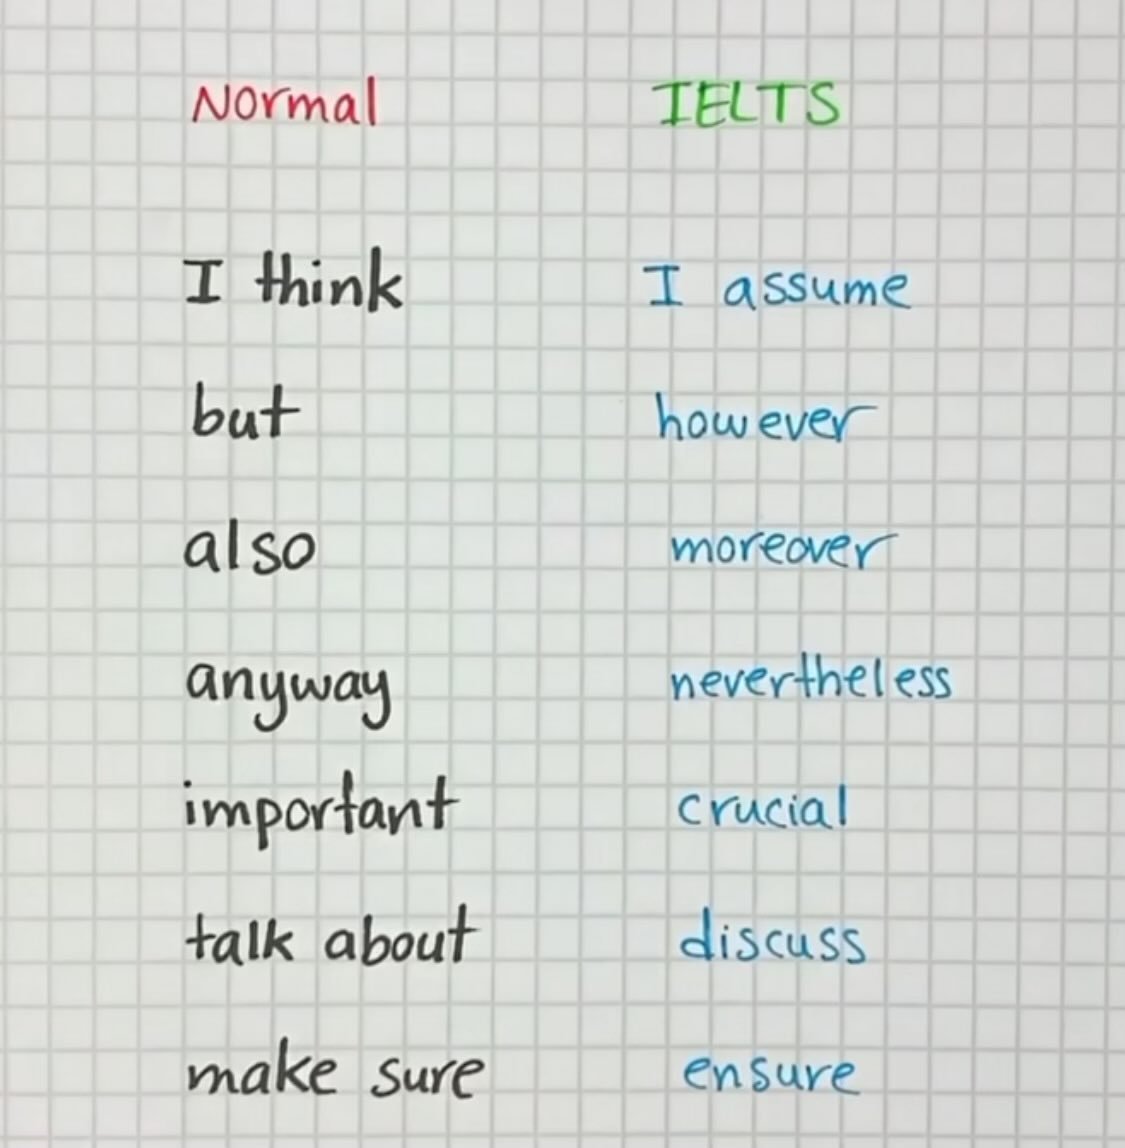 Normal IELTS
I think I assume
but however
also moreover
anyway nevertheless
important crucial
talk about discuss
make sure ensure